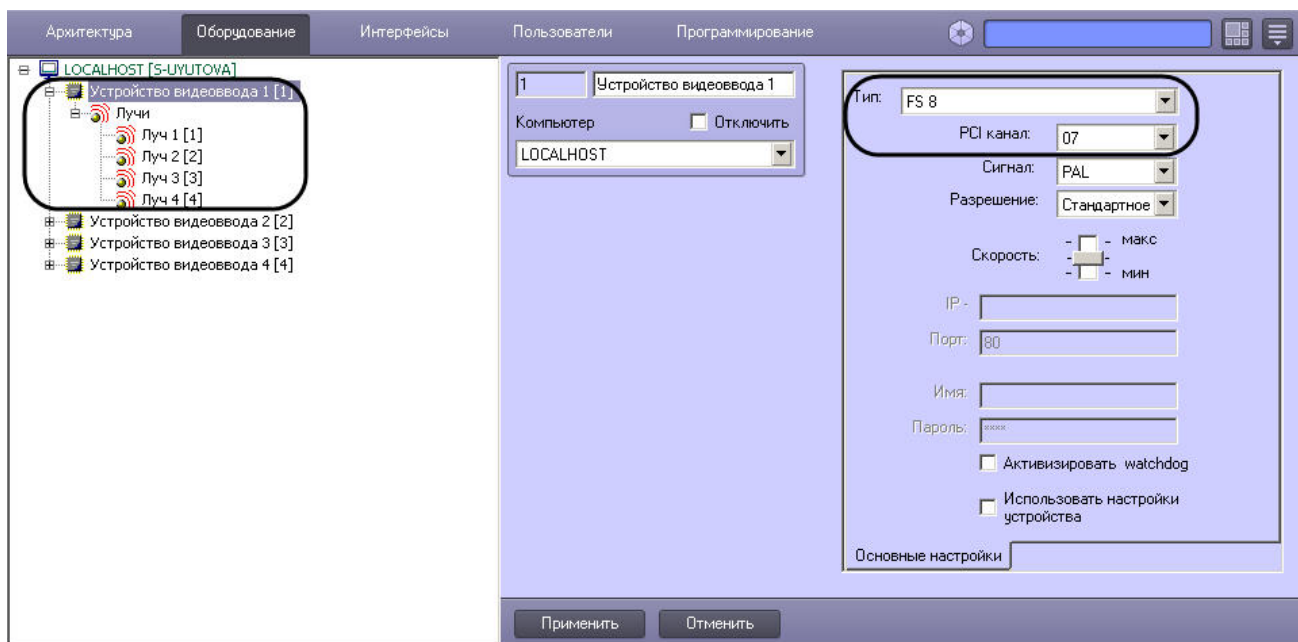 Архитектура Оборудование Интерфейсы Пользователи Программирование
LOCALHOST [S-UYUTOVA]
Устройство видеоввода 1 [1]
Лучи
Луч 1 [1]
Луч 2 [2]
Луч 3 [3]
Луч 4 [4]
Устройство видеоввода 2 [2]
Устройство видеоввода 3 [3]
Устройство видеоввода 4 [4]
1 Устройство видеоввода 1
Компьютер Отключить
LOCALHOST
Тип: FS 8
PCI канал: 07
Сигнал: PAL
Разрешение: Стандартное
Скорость: макс
мин
IP -
Порт: 80
Имя:
Пароль: ****
Активизировать watchdog
Использовать настройки
устройства
Основные настройки
Применить Отменить